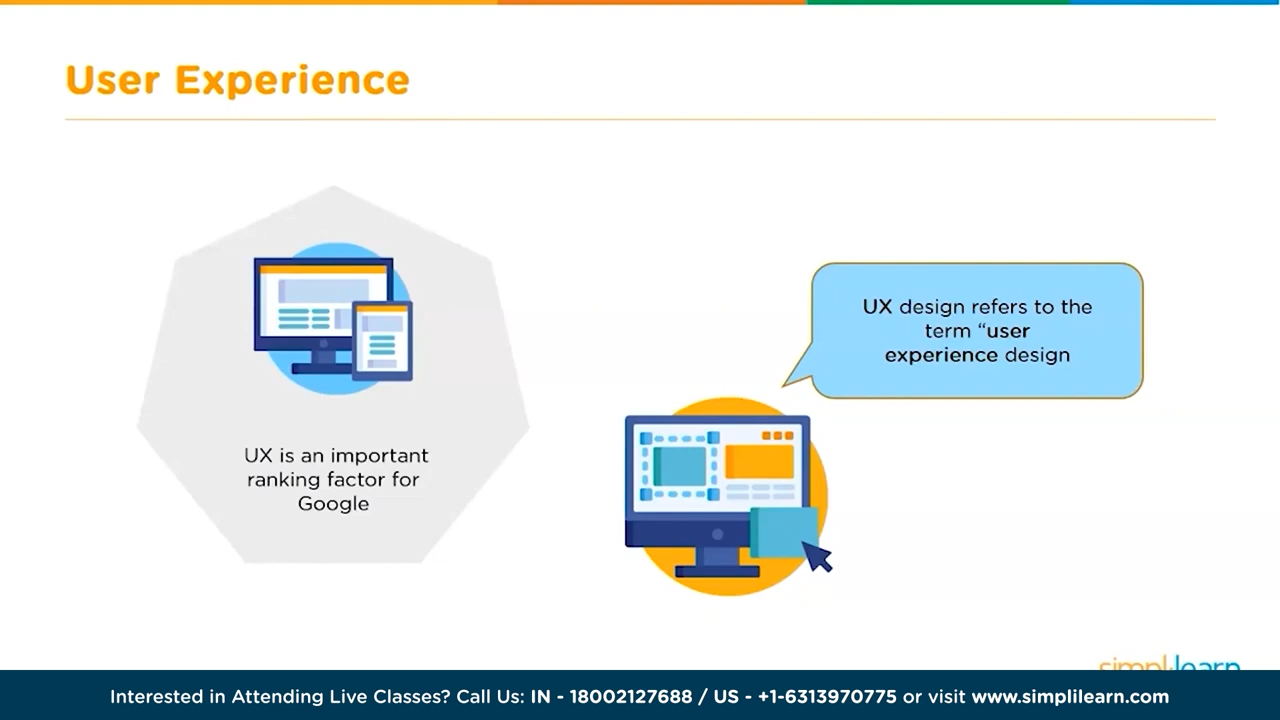 User Experience
UX is an important
ranking factor for
Google
UX design refers to the
term “user
experience design
simplilearn
Interested in Attending Live Classes? Call Us: IN - 18002127688 / US - +1-6313970775 or visit www.simplilearn.com